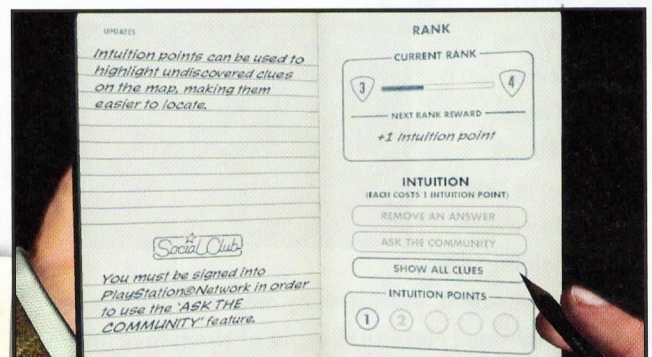 UPDATES
Intuition points can be used to
highlight undiscovered clues
on the map, making them
easier to locate.
Social Club
You must be signed into
PlayStation®Network in order
to use the 'ASK THE
COMMUNITY' feature.
RANK
CURRENT RANK
3 4
NEXT RANK REWARD
+1 Intuition point
INTUITION
(EACH COSTS 1 INTUITION POINT)
REMOVE AN ANSWER
ASK THE COMMUNITY
SHOW ALL CLUES
INTUITION POINTS
1 2